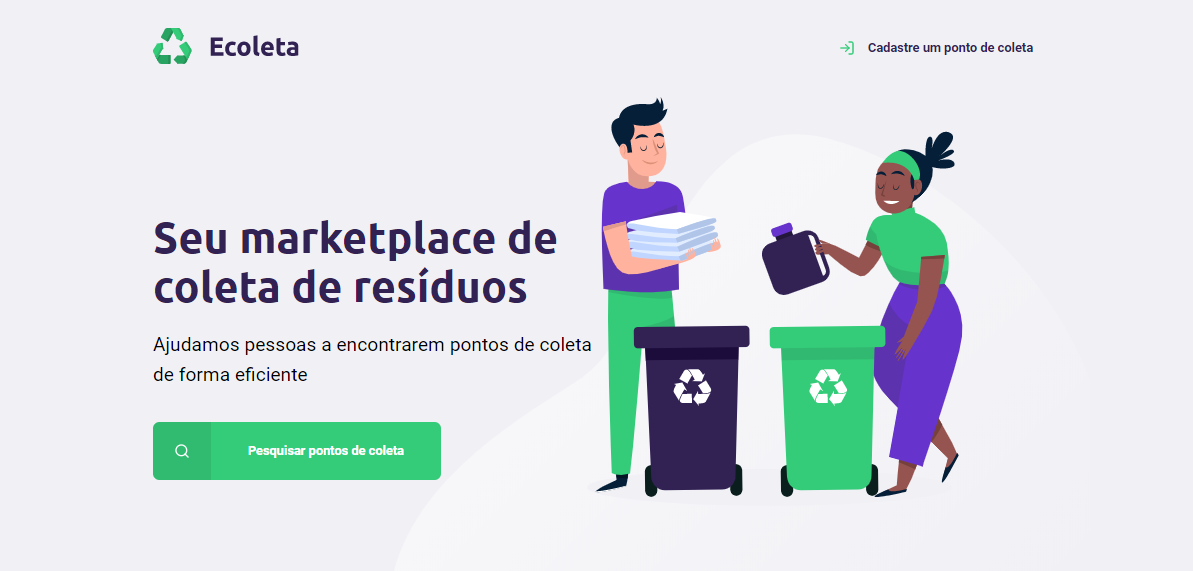 Ecoleta
Cadastre um ponto de coleta
Seu marketplace de
coleta de resíduos
Ajudamos pessoas a encontrarem pontos de coleta
de forma eficiente
Pesquisar pontos de coleta